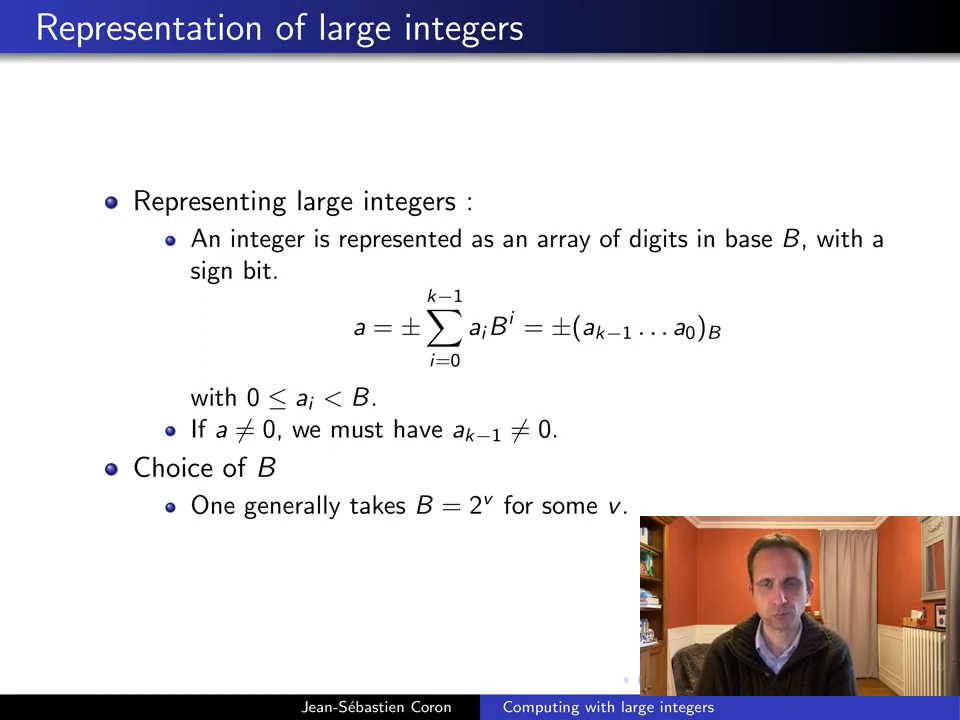 Representation of large integers
Representing large integers :
An integer is represented as an array of digits in base B, with a
sign bit.
a = ± ∑_{i=0}^{k−1} a_i B^i = ±(a_{k−1} . . . a_0)_B
with 0 ≤ a_i < B.
If a ≠ 0, we must have a_{k−1} ≠ 0.
Choice of B
One generally takes B = 2^v for some v.
Jean-Sébastien Coron
Computing with large integers